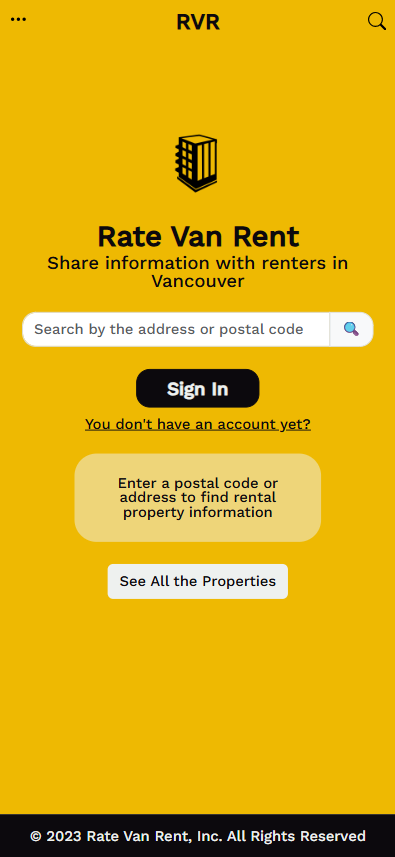 RVR
Rate Van Rent
Share information with renters in
Vancouver
Search by the address or postal code
Sign In
You don't have an account yet?
Enter a postal code or
address to find rental
property information
See All the Properties
© 2023 Rate Van Rent, Inc. All Rights Reserved